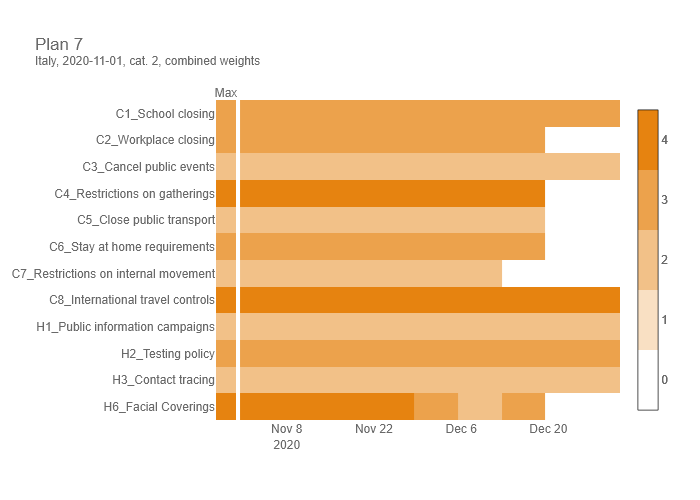 Plan 7
Italy, 2020-11-01, cat. 2, combined weights
Max
C1_School closing
C2_Workplace closing
C3_Cancel public events
C4_Restrictions on gatherings
C5_Close public transport
C6_Stay at home requirements
C7_Restrictions on internal movement
C8_International travel controls
H1_Public information campaigns
H2_Testing policy
H3_Contact tracing
H6_Facial Coverings
Nov 8 Nov 22 Dec 6 Dec 20
2020
4
3
2
1
0